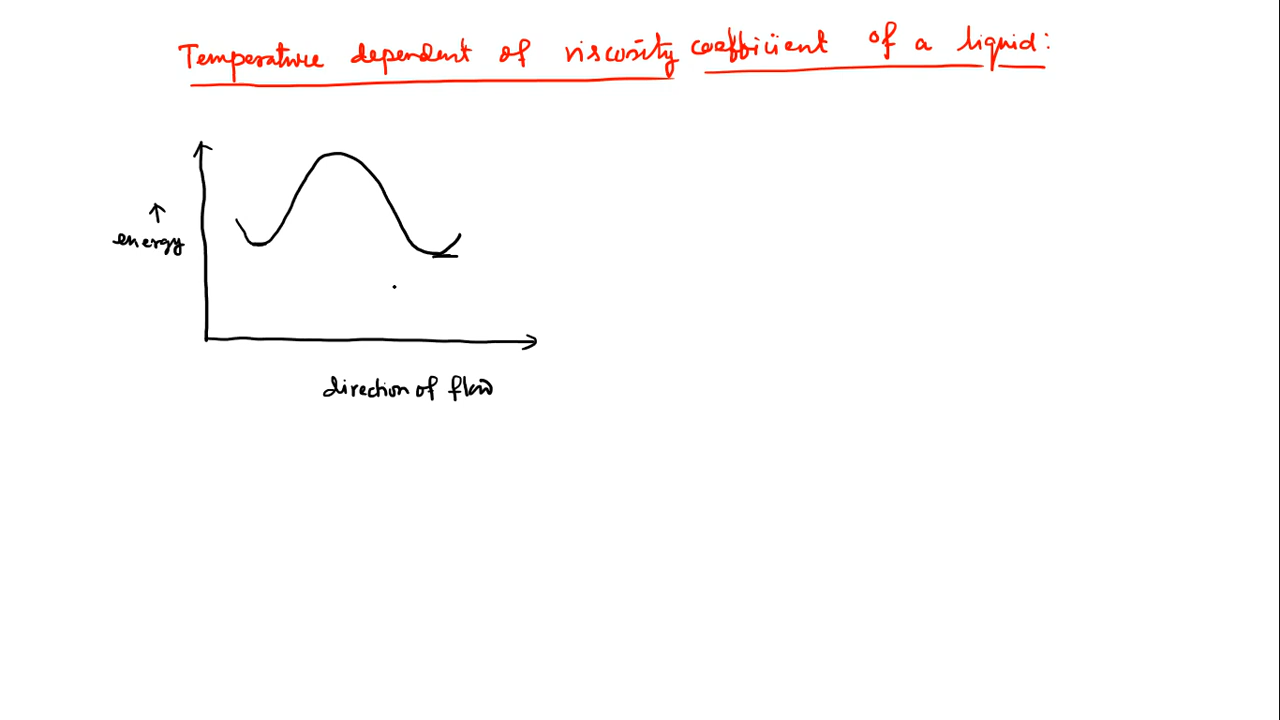 Temperature dependent of viscosity coefficient of a liquid:
↑
energy
direction of flow